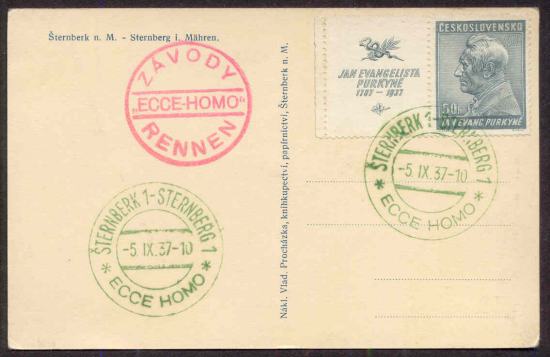 Šternberk n. M. - Sternberg i. Mähren.
ZÁVODY
„ECCE-HOMO"
RENNEN
ŠTERNBERK 1-STERNBERG 1
-5.IX.37-10
* ECCE HOMO *
Nákl. Vlad. Procházka, knihkupectví, papírnictví, Šternberk n. M.
JAN EVANGELISTA
PURKYNĚ
1787-1937
ČESKOSLOVENSKO
50h
JAN EVANG. PURKYNĚ
ŠTERNBERK 1-STERNBERG 1
-5.IX.37-10
* ECCE HOMO *